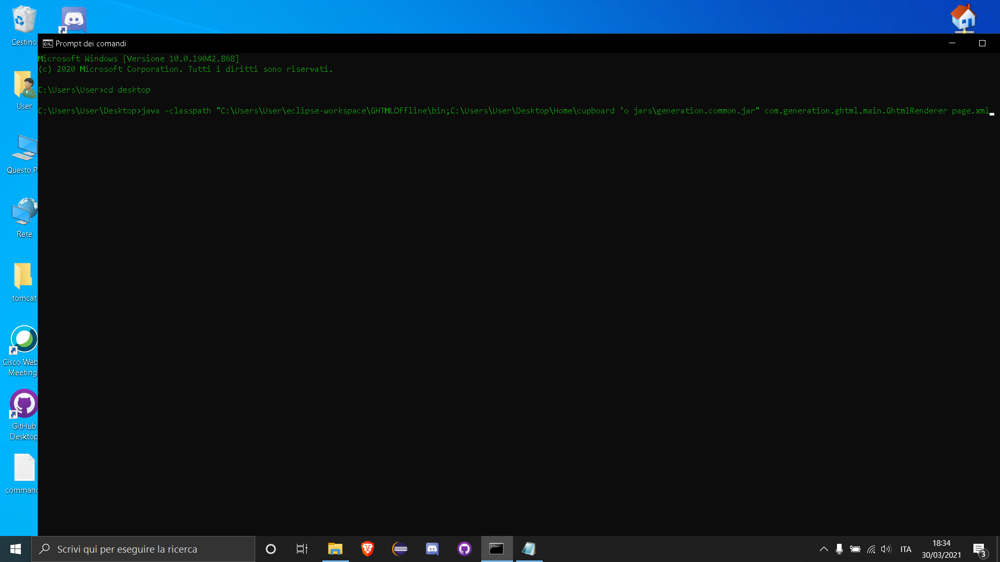 Cestino
Prompt dei comandi
Microsoft Windows [Versione 10.0.19042.868]
(c) 2020 Microsoft Corporation. Tutti i diritti sono riservati.
C:\Users\User>cd desktop
C:\Users\User\Desktop>java -classpath "C:\Users\User\eclipse-workspace\GHTMLOffline\bin;C:\Users\User\Desktop\Home\cupboard 'o jars\generation.common.jar" com.generation.ghtml.main.GhtmlRenderer page.xml
User
Questo P
Rete
tomcat
Cisco Web
Meeting
GitHub
Desktop
command
Scrivi qui per eseguire la ricerca
ITA
18:34
30/03/2021
3